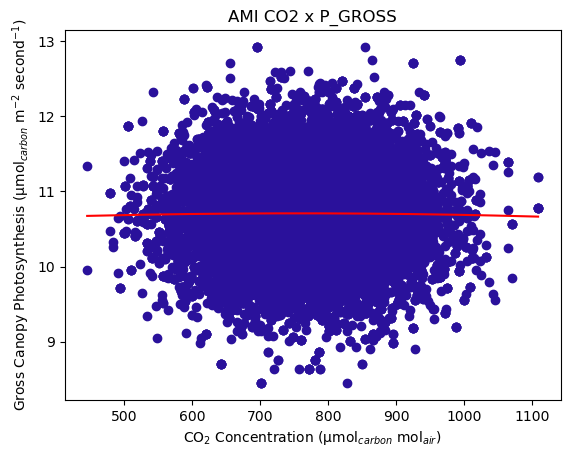 AMI CO2 x P_GROSS
Gross Canopy Photosynthesis (μmol_carbon m⁻² second⁻¹)
13
12
11
10
9
500 600 700 800 900 1000 1100
CO₂ Concentration (μmol_carbon mol_air)